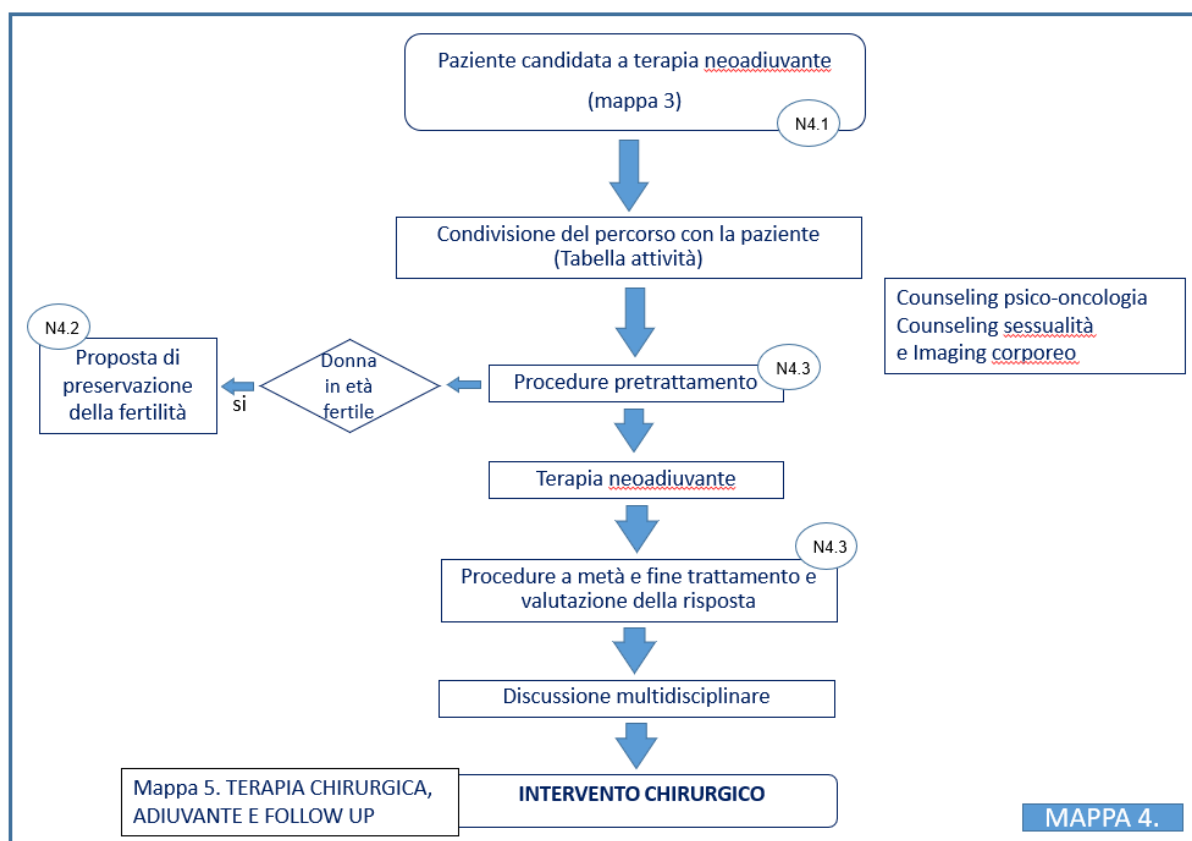 Paziente candidata a terapia neoadiuvante
(mappa 3)
N4.1
Condivisione del percorso con la paziente
(Tabella attività)
Counseling psico-oncologia
Counseling sessualità
e Imaging corporeo
N4.2
Proposta di
preservazione
della fertilità
si
Donna
in età
fertile
Procedure pretrattamento
N4.3
Terapia neoadiuvante
N4.3
Procedure a metà e fine trattamento e
valutazione della risposta
Discussione multidisciplinare
Mappa 5. TERAPIA CHIRURGICA,
ADIUVANTE E FOLLOW UP
INTERVENTO CHIRURGICO
MAPPA 4.